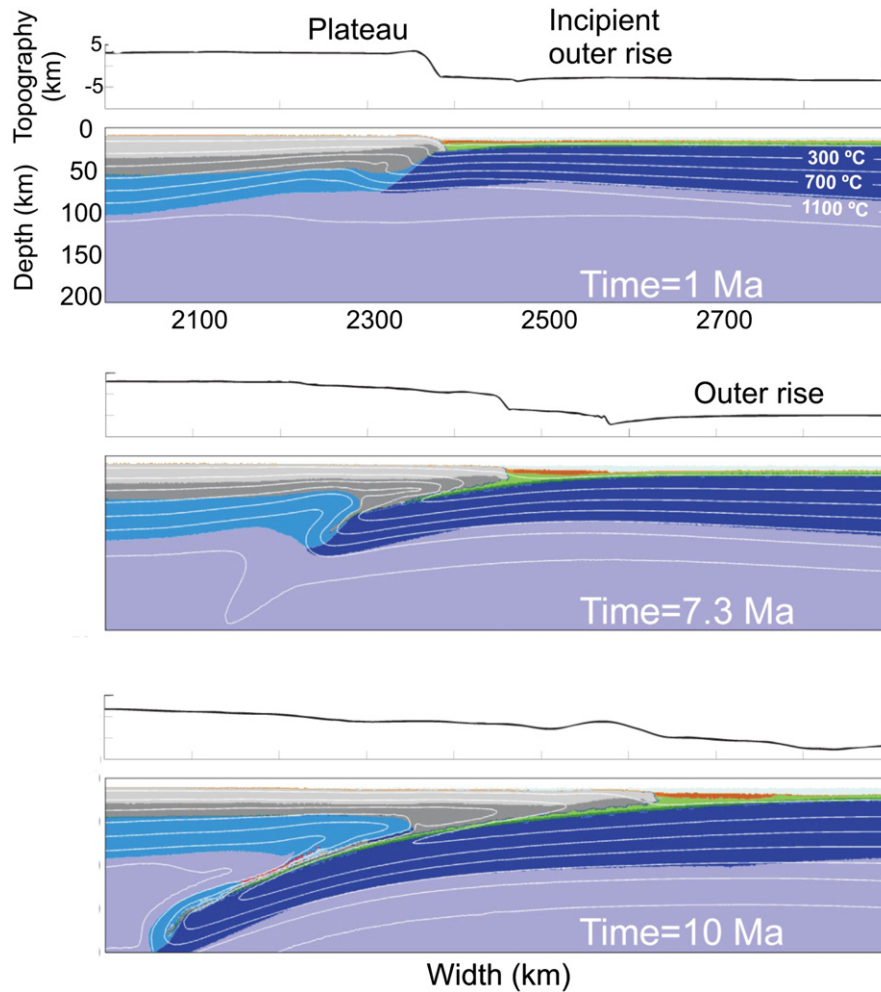 Plateau
Incipient
outer rise
Topography
(km)
5
-5
Depth (km)
0
50
100
150
200
300 ºC
700 ºC
1100 ºC
Time=1 Ma
2100 2300 2500 2700
Outer rise
Time=7.3 Ma
Time=10 Ma
Width (km)